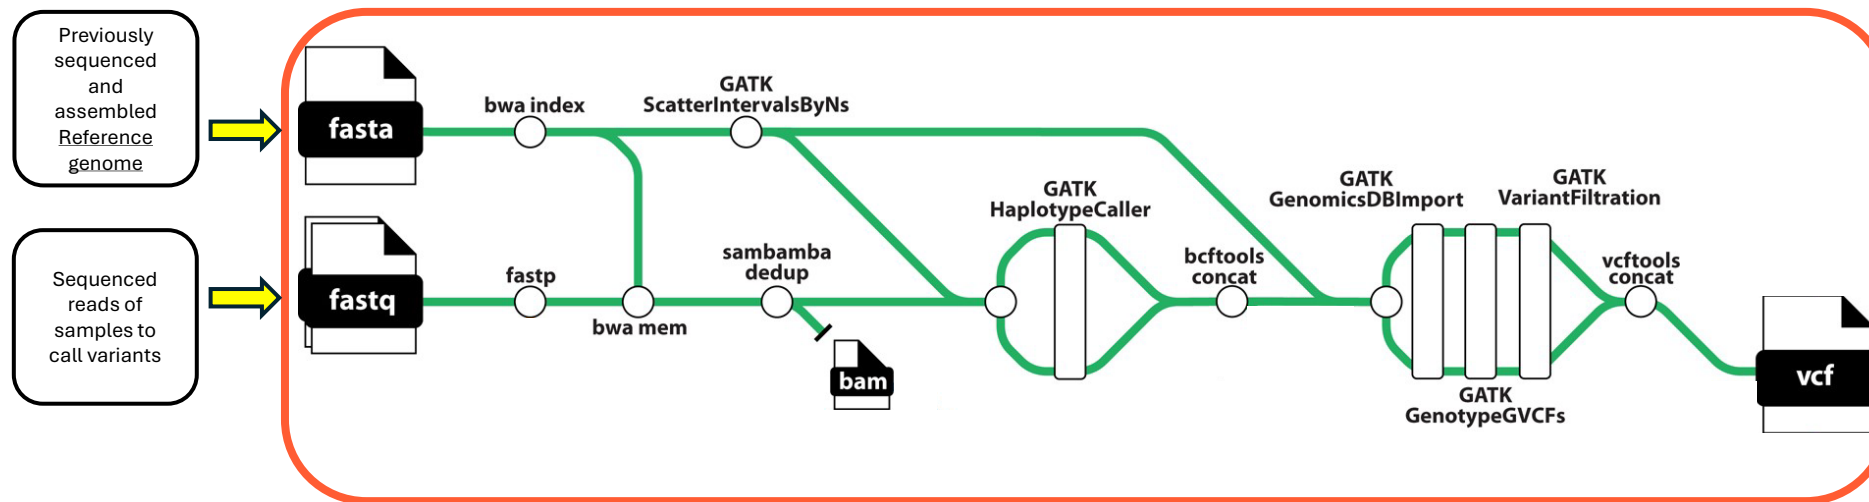 Previously
sequenced
and
assembled
Reference
genome
Sequenced
reads of
samples to
call variants
fasta
bwa index
GATK
ScatterIntervalsByNs
fastq
fastp
bwa mem
sambamba
dedup
bam
GATK
HaplotypeCaller
bcftools
concat
GATK
GenomicsDBImport
GATK
GenotypeGVCFs
GATK
VariantFiltration
vcftools
concat
vcf